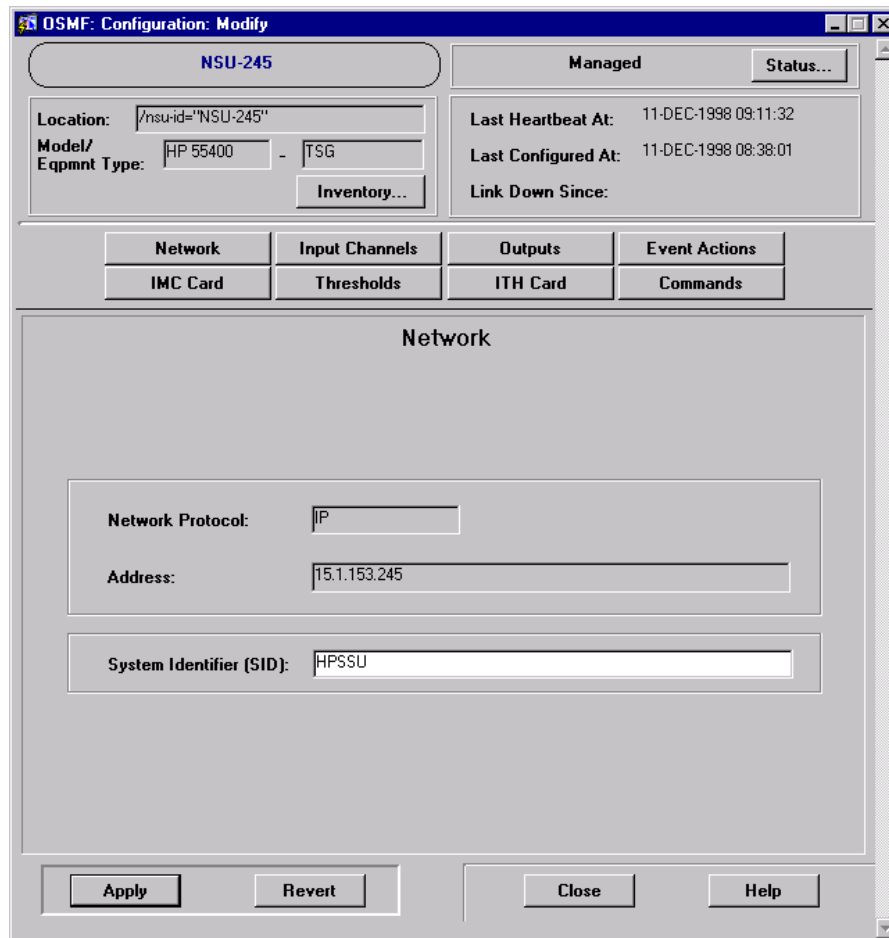 OSMF: Configuration: Modify
NSU-245
Managed
Status...
Location: /nsu-id="NSU-245"
Model/
Eqpmnt Type: HP 55400 - TSG
Inventory...
Last Heartbeat At: 11-DEC-1998 09:11:32
Last Configured At: 11-DEC-1998 08:38:01
Link Down Since:
Network Input Channels Outputs Event Actions
IMC Card Thresholds ITH Card Commands
Network
Network Protocol: IP
Address: 15.1.153.245
System Identifier (SID): HPSSU
Apply Revert Close Help